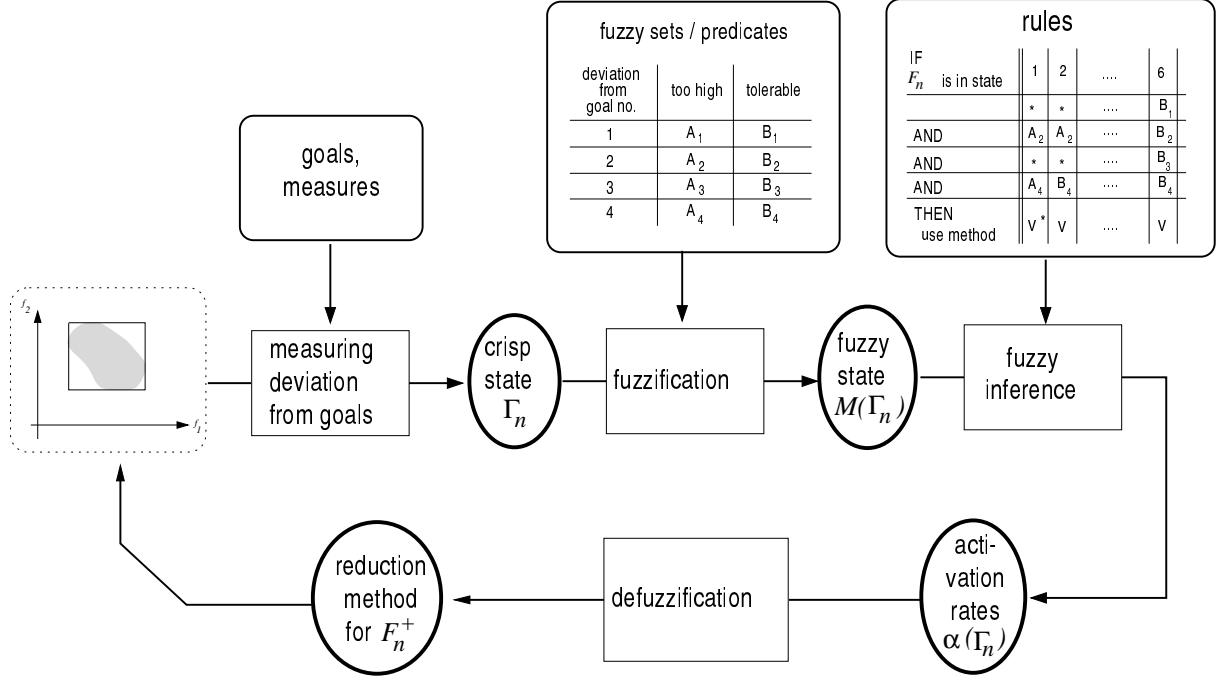 fuzzy sets / predicates
deviation from goal no. too high tolerable
1 A1 B1
2 A2 B2
3 A3 B3
4 A4 B4
rules
IF
Fn is in state 1 2 .... 6
* * .... B1
AND A2 A2 .... B2
AND * * B3
AND A4 B4 .... B4
THEN
use method V* V .... V
goals,
measures
f2
f1
measuring
deviation
from goals
crisp
state
Γn
fuzzification
fuzzy
state
M(Γn)
fuzzy
inference
reduction
method
for Fn+
defuzzification
acti-
vation
rates
α(Γn)